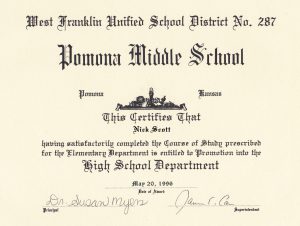 West Franklin Unified School District No. 287
Pomona Middle School
Pomona Kansas
This Certifies That
Nick Scott
having satisfactorily completed the Course of Study prescribed
for the Elementary Department is entitled to Promotion into the
High School Department
May 20, 1996
Date of Award
Dr. Susan Myers
Principal Superintendent